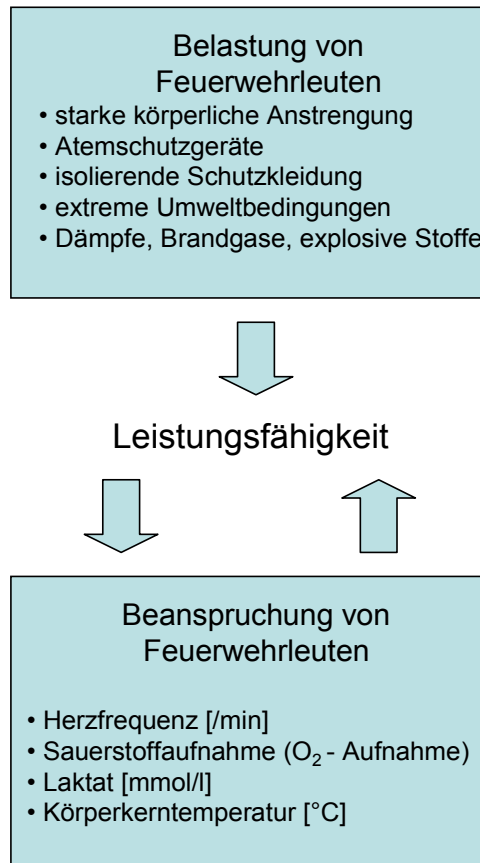 Belastung von
Feuerwehrleuten
• starke körperliche Anstrengung
• Atemschutzgeräte
• isolierende Schutzkleidung
• extreme Umweltbedingungen
• Dämpfe, Brandgase, explosive Stoffe
Leistungsfähigkeit
Beanspruchung von
Feuerwehrleuten
• Herzfrequenz [/min]
• Sauerstoffaufnahme (O₂ - Aufnahme)
• Laktat [mmol/l]
• Körperkerntemperatur [°C]